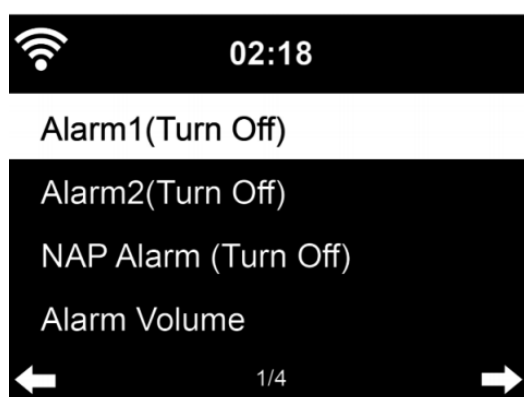 02:18
Alarm1(Turn Off)
Alarm2(Turn Off)
NAP Alarm (Turn Off)
Alarm Volume
1/4